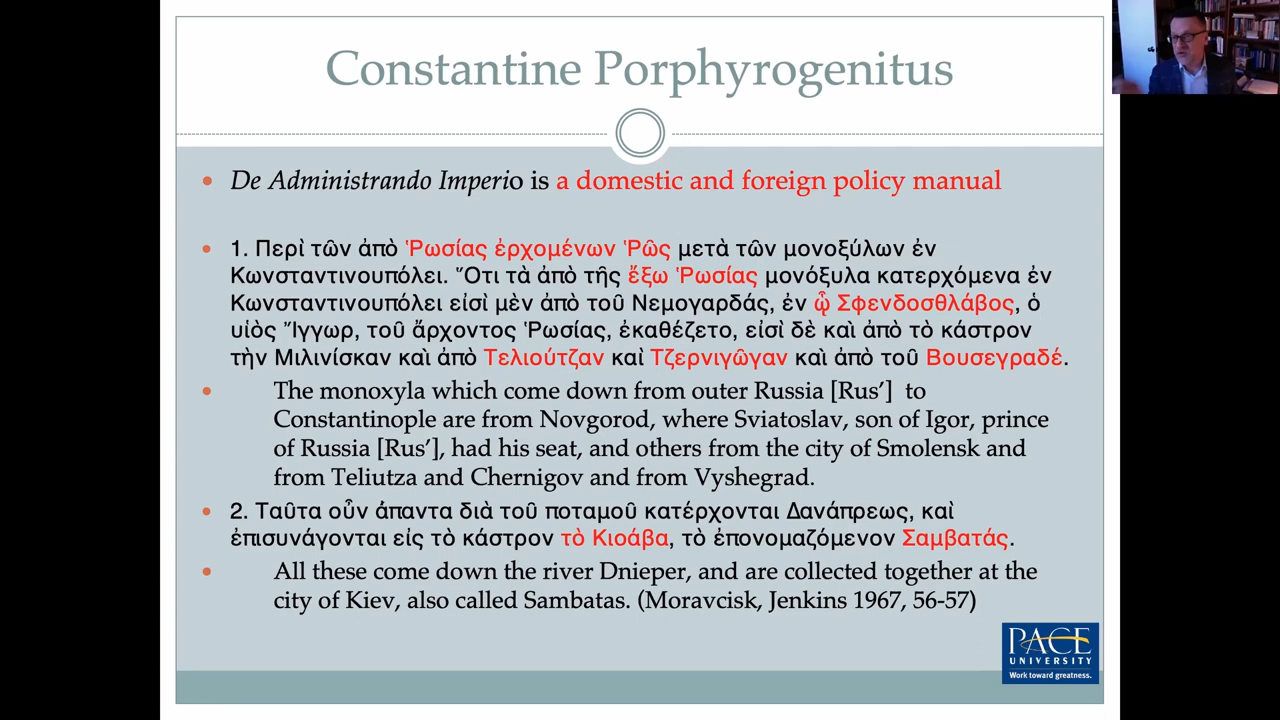 Constantine Porphyrogenitus
• De Administrando Imperio is a domestic and foreign policy manual
• 1. Περὶ τῶν ἀπὸ Ῥωσίας ἐρχομένων Ῥῶς μετὰ τῶν μονοξύλων ἐν
Κωνσταντινουπόλει. Ὅτι τὰ ἀπὸ τῆς ἔξω Ῥωσίας μονόξυλα κατερχόμενα ἐν
Κωνσταντινουπόλει εἰσὶ μὲν ἀπὸ τοῦ Νεμογαρδάς, ἐν ᾧ Σφενδοσθλάβος, ὁ
υἱὸς Ἴγγωρ, τοῦ ἄρχοντος Ῥωσίας, ἐκαθέζετο, εἰσὶ δὲ καὶ ἀπὸ τὸ κάστρον
τὴν Μιλινίσκαν καὶ ἀπὸ Τελιούτζαν καὶ Τζερνιγῶγαν καὶ ἀπὸ τοῦ Βουσεγραδέ.
• The monoxyla which come down from outer Russia [Rus’] to
Constantinople are from Novgorod, where Sviatoslav, son of Igor, prince
of Russia [Rus’], had his seat, and others from the city of Smolensk and
from Teliutza and Chernigov and from Vyshegrad.
• 2. Ταῦτα οὖν ἁπαντα διὰ τοῦ ποταμοῦ κατέρχονται Δανάπρεως, καὶ
ἐπισυνάγονται εἰς τὸ κάστρον τὸ Κιοάβα, τὸ ἐπονομαζόμενον Σαμβατάς.
• All these come down the river Dnieper, and are collected together at the
city of Kiev, also called Sambatas. (Moravcisk, Jenkins 1967, 56-57)
PACE
UNIVERSITY
Work toward greatness.